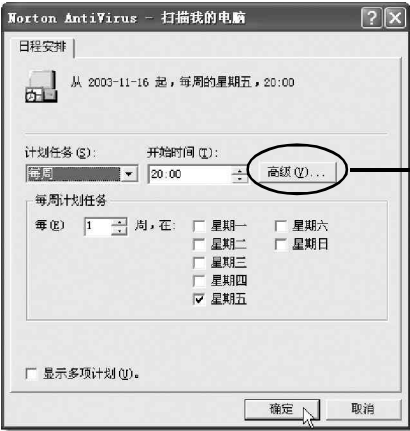 Norton AntiVirus - 扫描我的电脑
日程安排
从 2003-11-16 起，每周的星期五，20:00
计划任务(S): 开始时间(T):
每周 20:00 高级(V)...
每周计划任务
每(E) 1 周，在: 星期一 星期六
星期二 星期日
星期三
星期四
星期五
显示多项计划(U)。
确定 取消